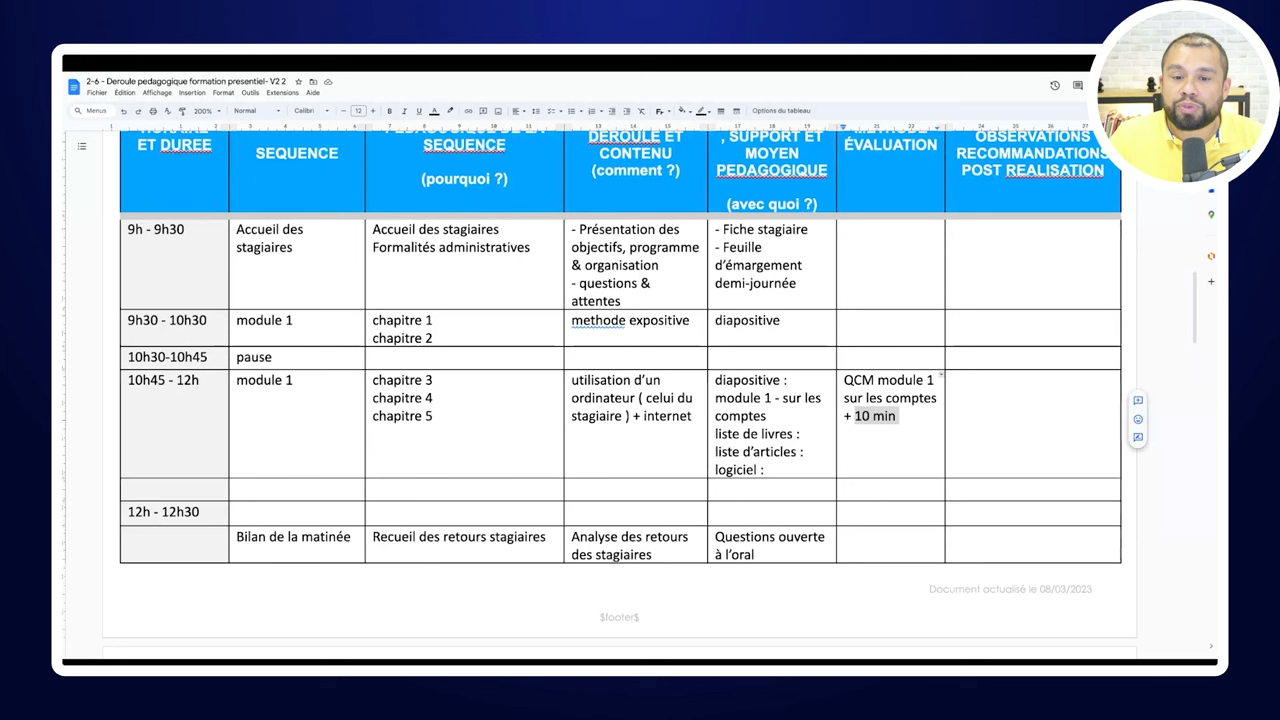 2-6 - Deroule pedagogique formation presentiel- V2 2
Fichier Édition Affichage Insertion Format Outils Extensions Aide
Menus 200% Normal Calibri 12 Options du tableau
ET DUREE
SEQUENCE
SEQUENCE
(pourquoi ?)
DEROULE ET
CONTENU
(comment ?)
, SUPPORT ET
MOYEN
PEDAGOGIQUE
(avec quoi ?)
ÉVALUATION
OBSERVATIONS
RECOMMANDATIONS
POST REALISATION
9h - 9h30
Accueil des
stagiaires
Accueil des stagiaires
Formalités administratives
- Présentation des
objectifs, programme
& organisation
- questions &
attentes
- Fiche stagiaire
- Feuille
d’émargement
demi-journée
9h30 - 10h30
module 1
chapitre 1
chapitre 2
methode expositive
diapositive
10h30-10h45
pause
10h45 - 12h
module 1
chapitre 3
chapitre 4
chapitre 5
utilisation d’un
ordinateur ( celui du
stagiaire ) + internet
diapositive :
module 1 - sur les
comptes
liste de livres :
liste d’articles :
logiciel :
QCM module 1
sur les comptes
+ 10 min
12h - 12h30
Bilan de la matinée
Recueil des retours stagiaires
Analyse des retours
des stagiaires
Questions ouverte
à l’oral
Document actualisé le 08/03/2023
$footer$